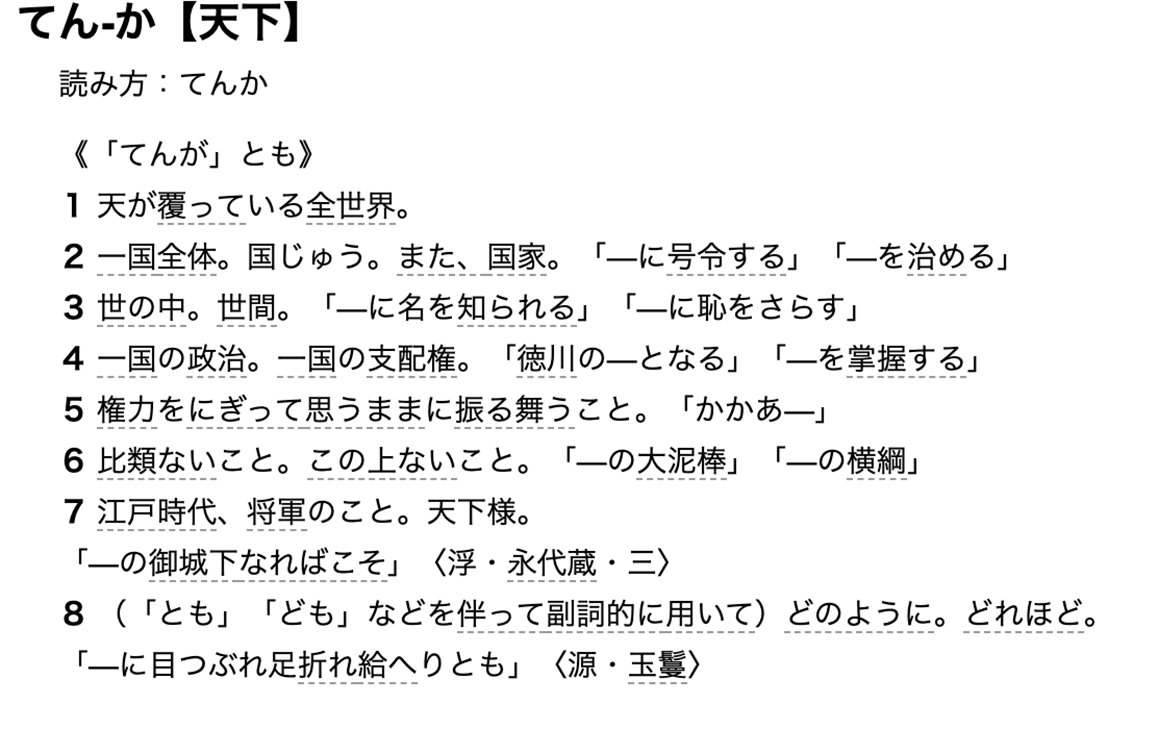 てん-か【天下】
読み方：てんか
《「てんが」とも》
1 天が覆っている全世界。
2 一国全体。国じゅう。また、国家。「―に号令する」「―を治める」
3 世の中。世間。「―に名を知られる」「―に恥をさらす」
4 一国の政治。一国の支配権。「徳川の―となる」「―を掌握する」
5 権力をにぎって思うままに振る舞うこと。「かかあ―」
6 比類ないこと。この上ないこと。「―の大泥棒」「―の横綱」
7 江戸時代、将軍のこと。天下様。
「―の御城下なればこそ」〈浮・永代蔵・三〉
8 （「とも」「ども」などを伴って副詞的に用いて）どのように。どれほど。
「―に目つぶれ足折れ給へりとも」〈源・玉鬘〉